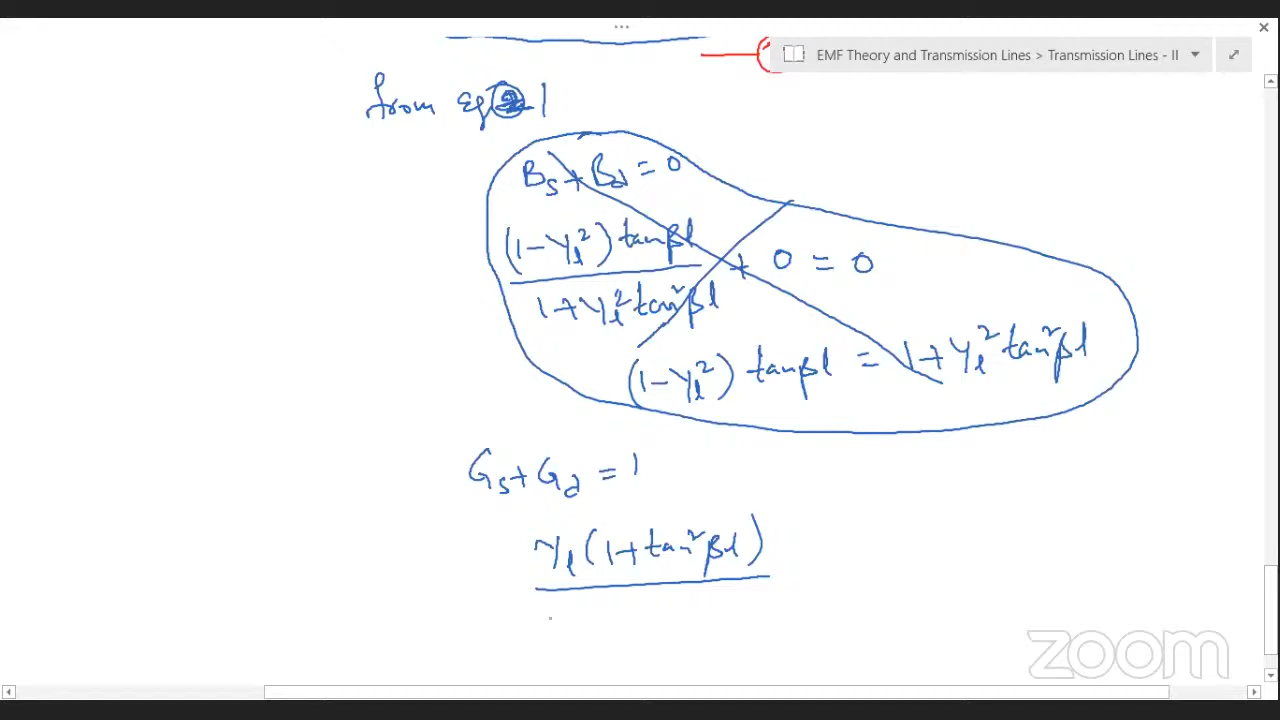 EMF Theory and Transmission Lines > Transmission Lines - II
from eq 1
Bs + Bd = 0
(1 - Yl²) tanβl / 1 + Yl² tan²βl + 0 = 0
(1 - Yl²) tanβl = 1 + Yl² tan²βl
Gs + Gd = 1
Yl (1 + tan²βl)
zoom